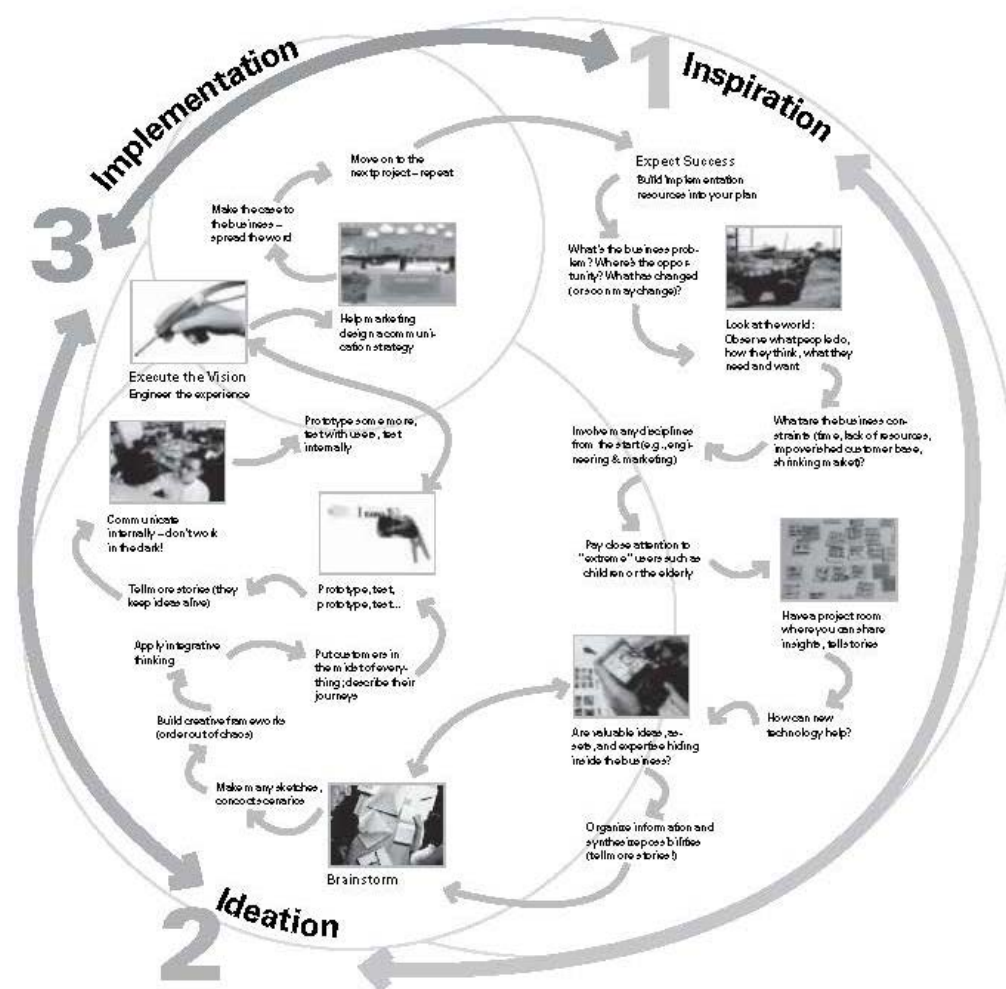 1
Inspiration
Expect Success
Build implementation
resources into your plan
What's the business prob-
lem? Where's the oppor-
tunity? What has changed
(or soon may change)?
Look at the world:
Observe what people do,
how they think, what they
need and want
What are the business con-
straints (time, lack of resources,
impoverished customer base,
shrinking market)?
Involve many disciplines
from the start (e.g., engi-
neering & marketing)
Pay close attention to
"extreme" users such as
children or the elderly
Have a project room
where you can share
insights, tell stories
How can new
technology help?
Are valuable ideas, as-
sets, and expertise hiding
inside the business?
Organize information and
synthesize possibilities
(tell more stories!)
2
Ideation
Brainstorm
Make many sketches,
concoct scenarios
Build creative frameworks
(order out of chaos)
Apply integrative
thinking
Put customers in
the midst of every-
thing; describe their
journeys
Prototype, test,
prototype, test...
Tell more stories (they
keep ideas alive)
Communicate
internally – don't work
in the dark!
Prototype some more,
test with users, test
internally
3
Implementation
Execute the Vision
Engineer the experience
Help marketing
design a communi-
cation strategy
Make the case to
the business –
spread the word
Move on to the
next project – repeat